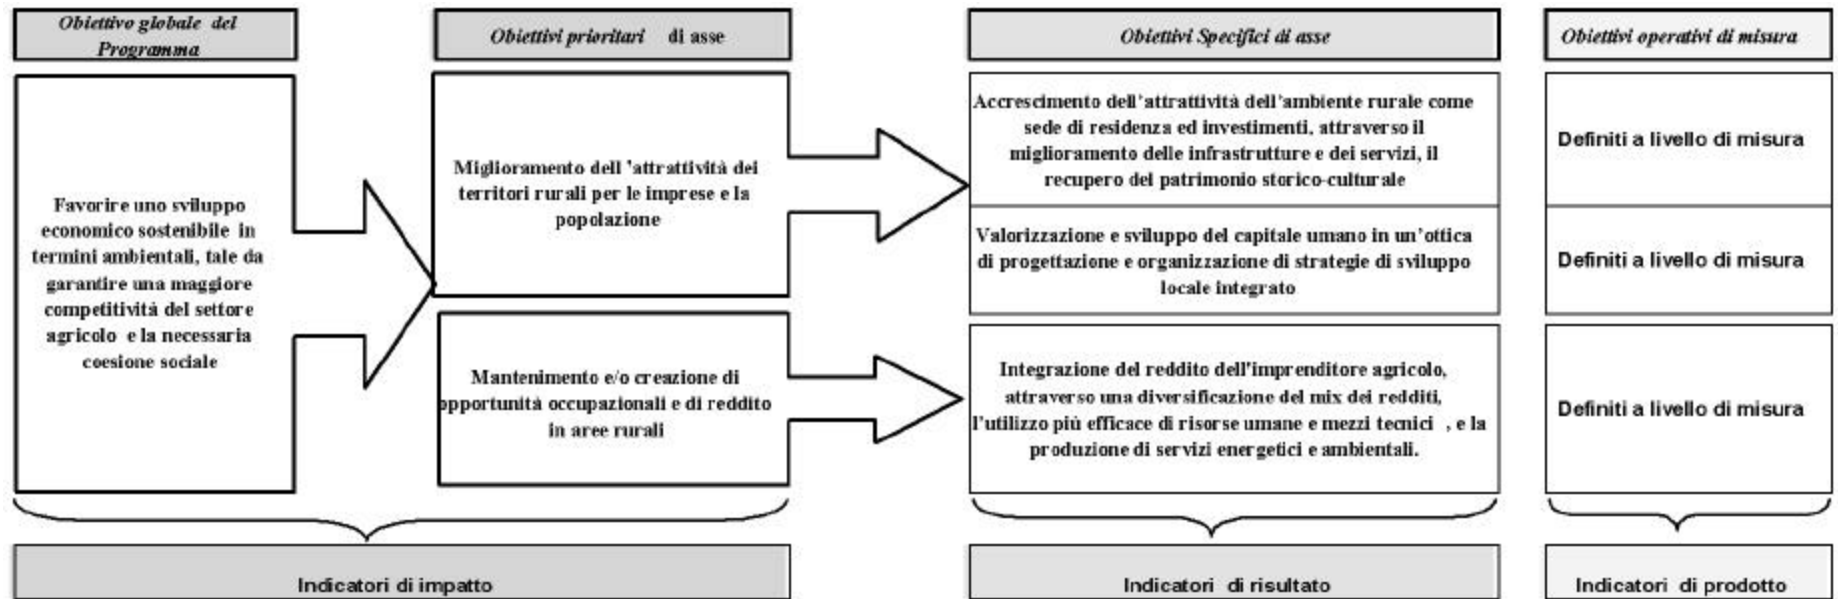 Obiettivo globale del
Programma
Obiettivi prioritari di asse
Obiettivi Specifici di asse
Obiettivi operativi di misura
Favorire uno sviluppo
economico sostenibile in
termini ambientali, tale da
garantire una maggiore
competitività del settore
agricolo e la necessaria
coesione sociale
Miglioramento dell'attrattività dei
territori rurali per le imprese e la
popolazione
Mantenimento e/o creazione di
opportunità occupazionali e di reddito
in aree rurali
Accrescimento dell'attrattività dell'ambiente rurale come
sede di residenza ed investimenti, attraverso il
miglioramento delle infrastrutture e dei servizi, il
recupero del patrimonio storico-culturale
Valorizzazione e sviluppo del capitale umano in un'ottica
di progettazione e organizzazione di strategie di sviluppo
locale integrato
Integrazione del reddito dell'imprenditore agricolo,
attraverso una diversificazione del mix dei redditi,
l'utilizzo più efficace di risorse umane e mezzi tecnici , e la
produzione di servizi energetici e ambientali.
Definiti a livello di misura
Definiti a livello di misura
Definiti a livello di misura
Indicatori di impatto
Indicatori di risultato
Indicatori di prodotto